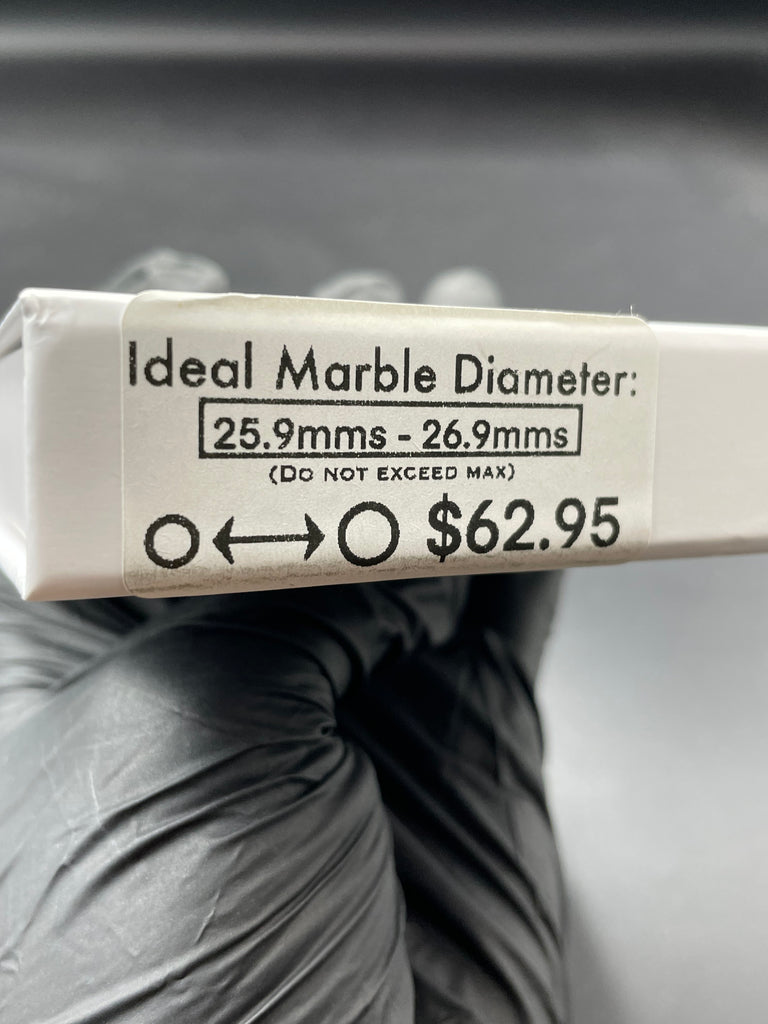 Ideal Marble Diameter:
25.9mms - 26.9mms
(DO NOT EXCEED MAX)
$62.95